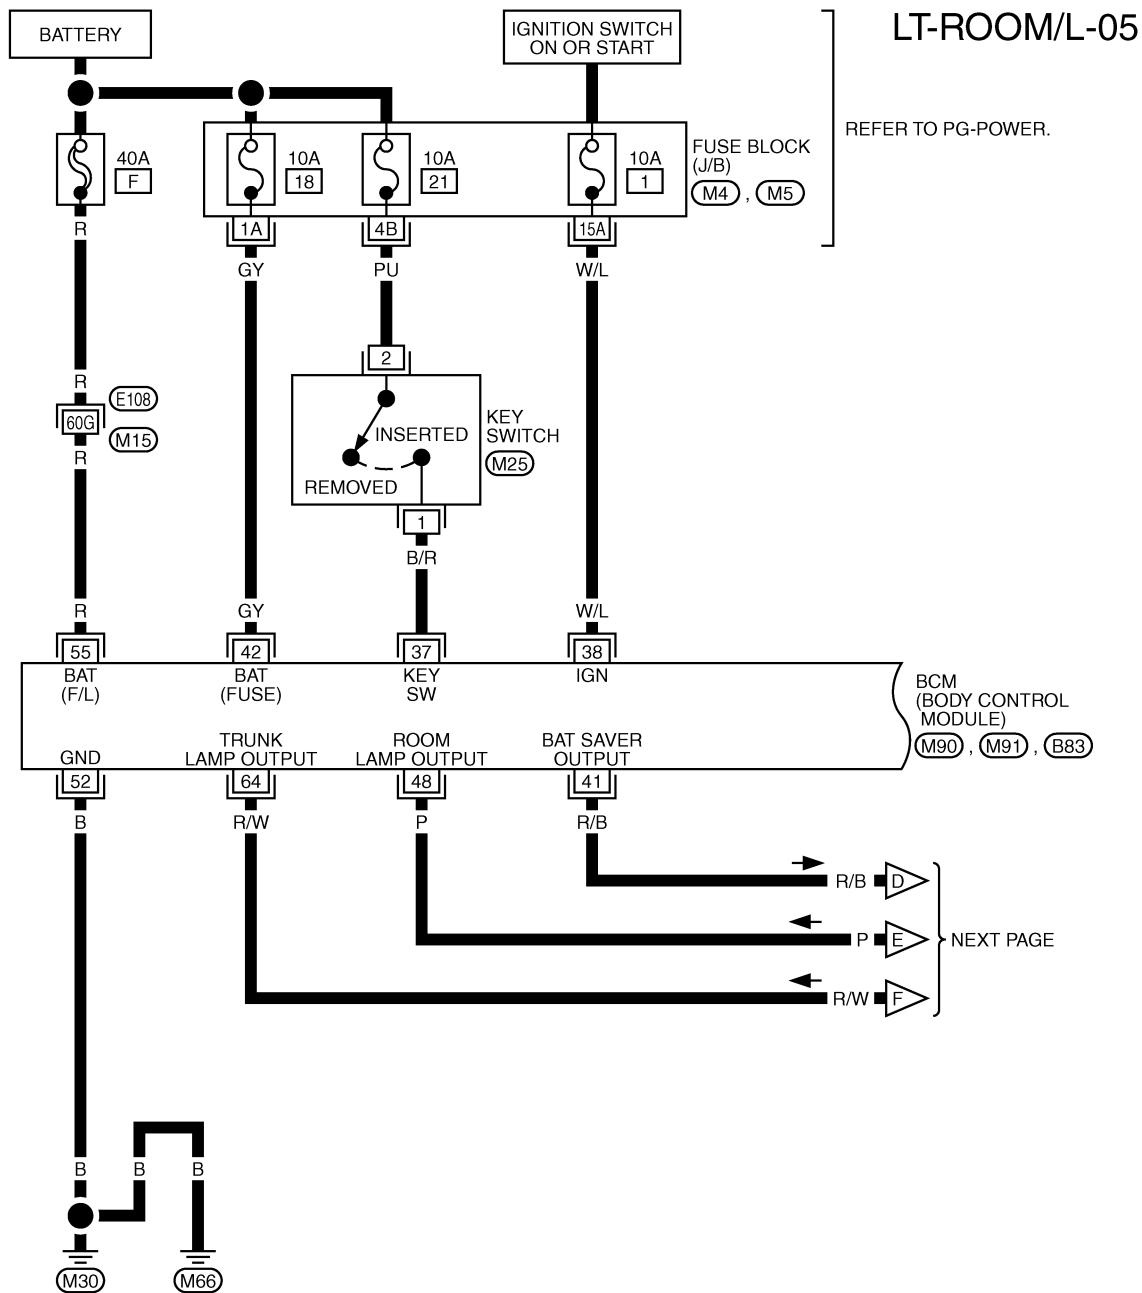 LT-ROOM/L-05
BATTERY
IGNITION SWITCH
ON OR START
REFER TO PG-POWER.
40A
F
10A
18
10A
21
10A
1
FUSE BLOCK
(J/B)
M4 , M5
1A
4B
15A
R
GY
PU
W/L
2
R
E108
60G
M15
R
INSERTED
REMOVED
KEY
SWITCH
M25
1
B/R
R
GY
W/L
55
42
37
38
BAT
(F/L)
BAT
(FUSE)
KEY
SW
IGN
BCM
(BODY CONTROL
MODULE)
M90 , M91 , B83
GND
TRUNK
LAMP OUTPUT
ROOM
LAMP OUTPUT
BAT SAVER
OUTPUT
52
64
48
41
B
R/W
P
R/B
R/B
D
P
E
NEXT PAGE
R/W
F
B
B
B
M30
M66